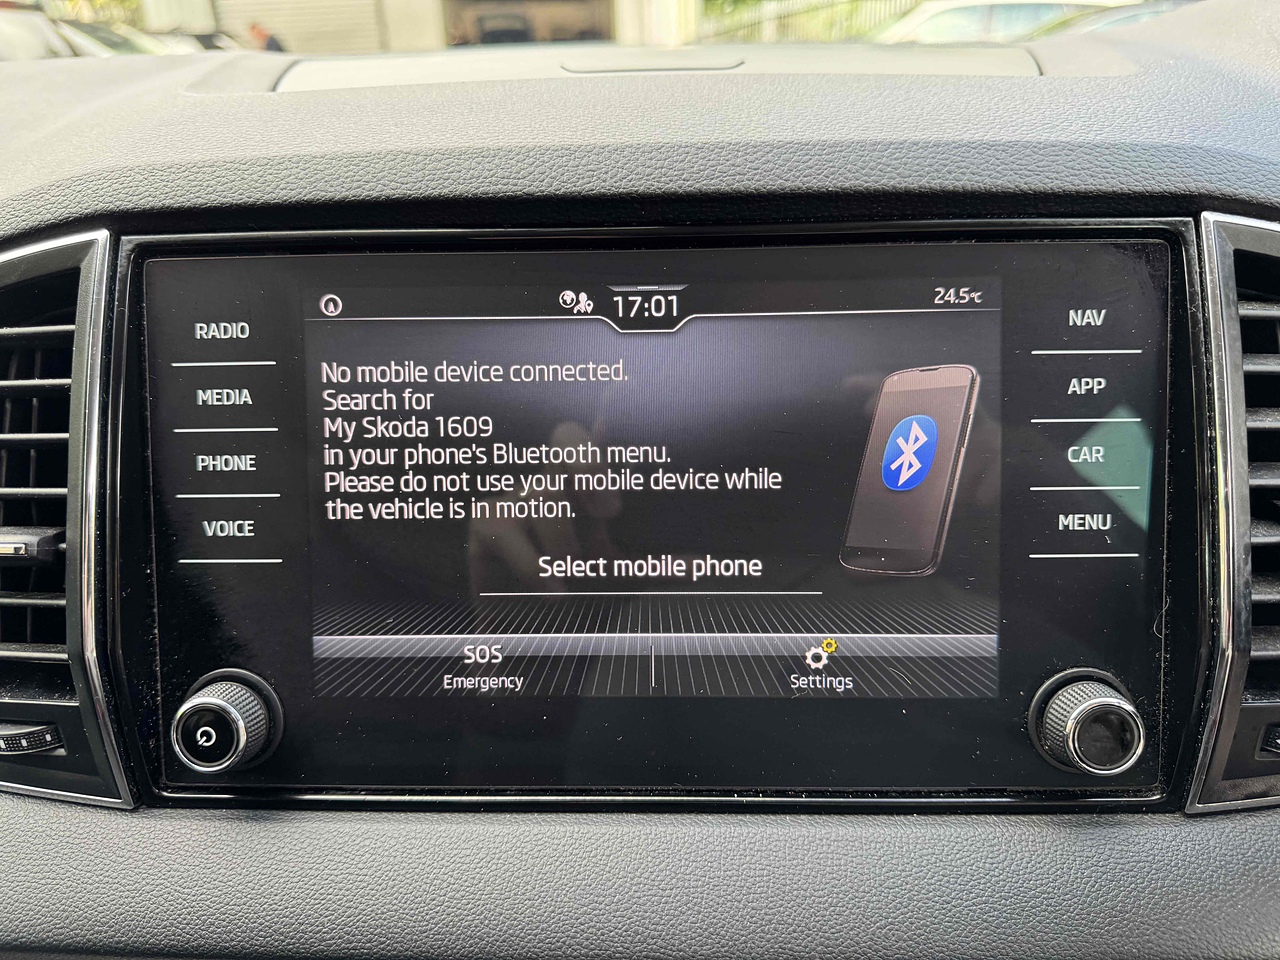 17:01
24.5°C
RADIO
MEDIA
PHONE
VOICE
No mobile device connected.
Search for
My Skoda 1609
in your phone's Bluetooth menu.
Please do not use your mobile device while
the vehicle is in motion.
Select mobile phone
SOS
Emergency
Settings
NAV
APP
CAR
MENU